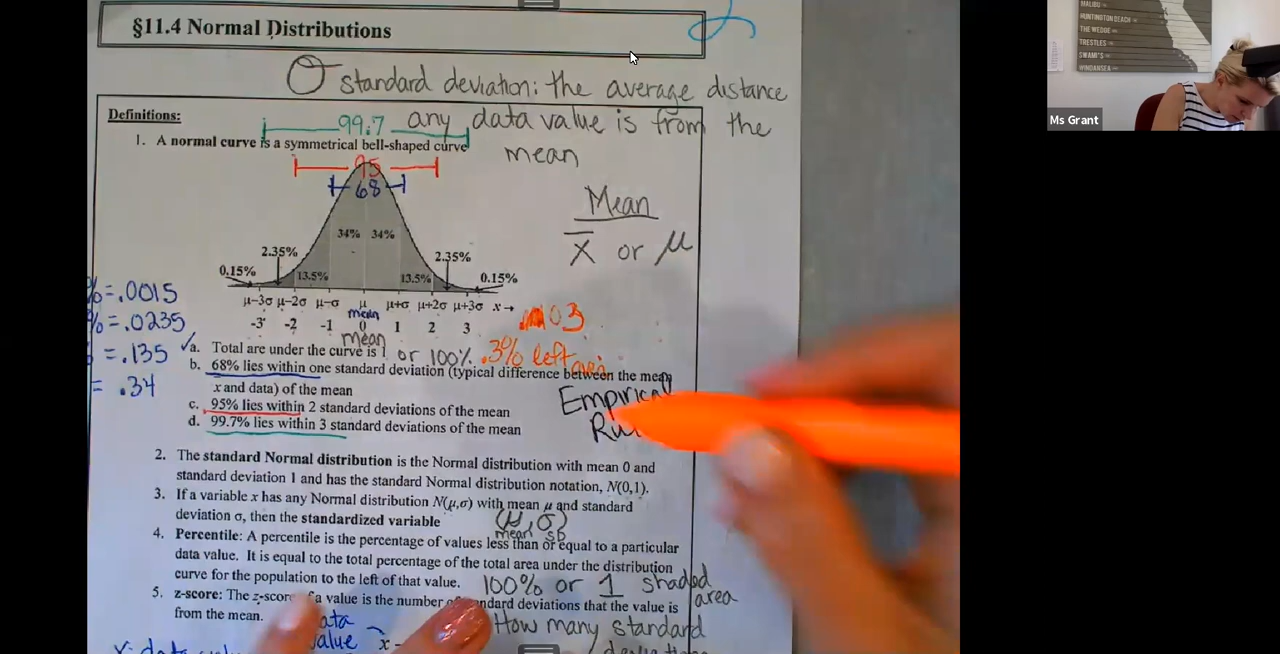 §11.4 Normal Distributions
σ standard deviation: the average distance
any data value is from the
mean
Definitions:
99.7
1. A normal curve is a symmetrical bell-shaped curve
95
68
Mean
x̄ or μ
34% 34%
2.35% 2.35%
0.15% 13.5% 13.5% 0.15%
μ−3σ μ−2σ μ−σ μ μ+σ μ+2σ μ+3σ x→
mean
-3 -2 -1 0 1 2 3
mean
% = .0015
% = .0235
= .135
= .34
03
.3% left over
✓a. Total are under the curve is 1 or 100%
b. 68% lies within one standard deviation (typical difference between the mean
x and data) of the mean
c. 95% lies within 2 standard deviations of the mean
d. 99.7% lies within 3 standard deviations of the mean
Empirical
2. The standard Normal distribution is the Normal distribution with mean 0 and
standard deviation 1 and has the standard Normal distribution notation, N(0,1).
3. If a variable x has any Normal distribution N(μ,σ) with mean μ and standard
deviation σ, then the standardized variable (μ, σ)
mean SD
4. Percentile: A percentile is the percentage of values less than or equal to a particular
data value. It is equal to the total percentage of the total area under the distribution
curve for the population to the left of that value. 100% or 1 shaded
area
5. z-score: The z-score a value is the number standard deviations that the value is
from the mean.
How many standard
x -
x: data value
MALIBU
HUNTINGTON BEACH
THE WEDGE
TRESTLES
SWAMI'S
WINDANSEA
Ms Grant